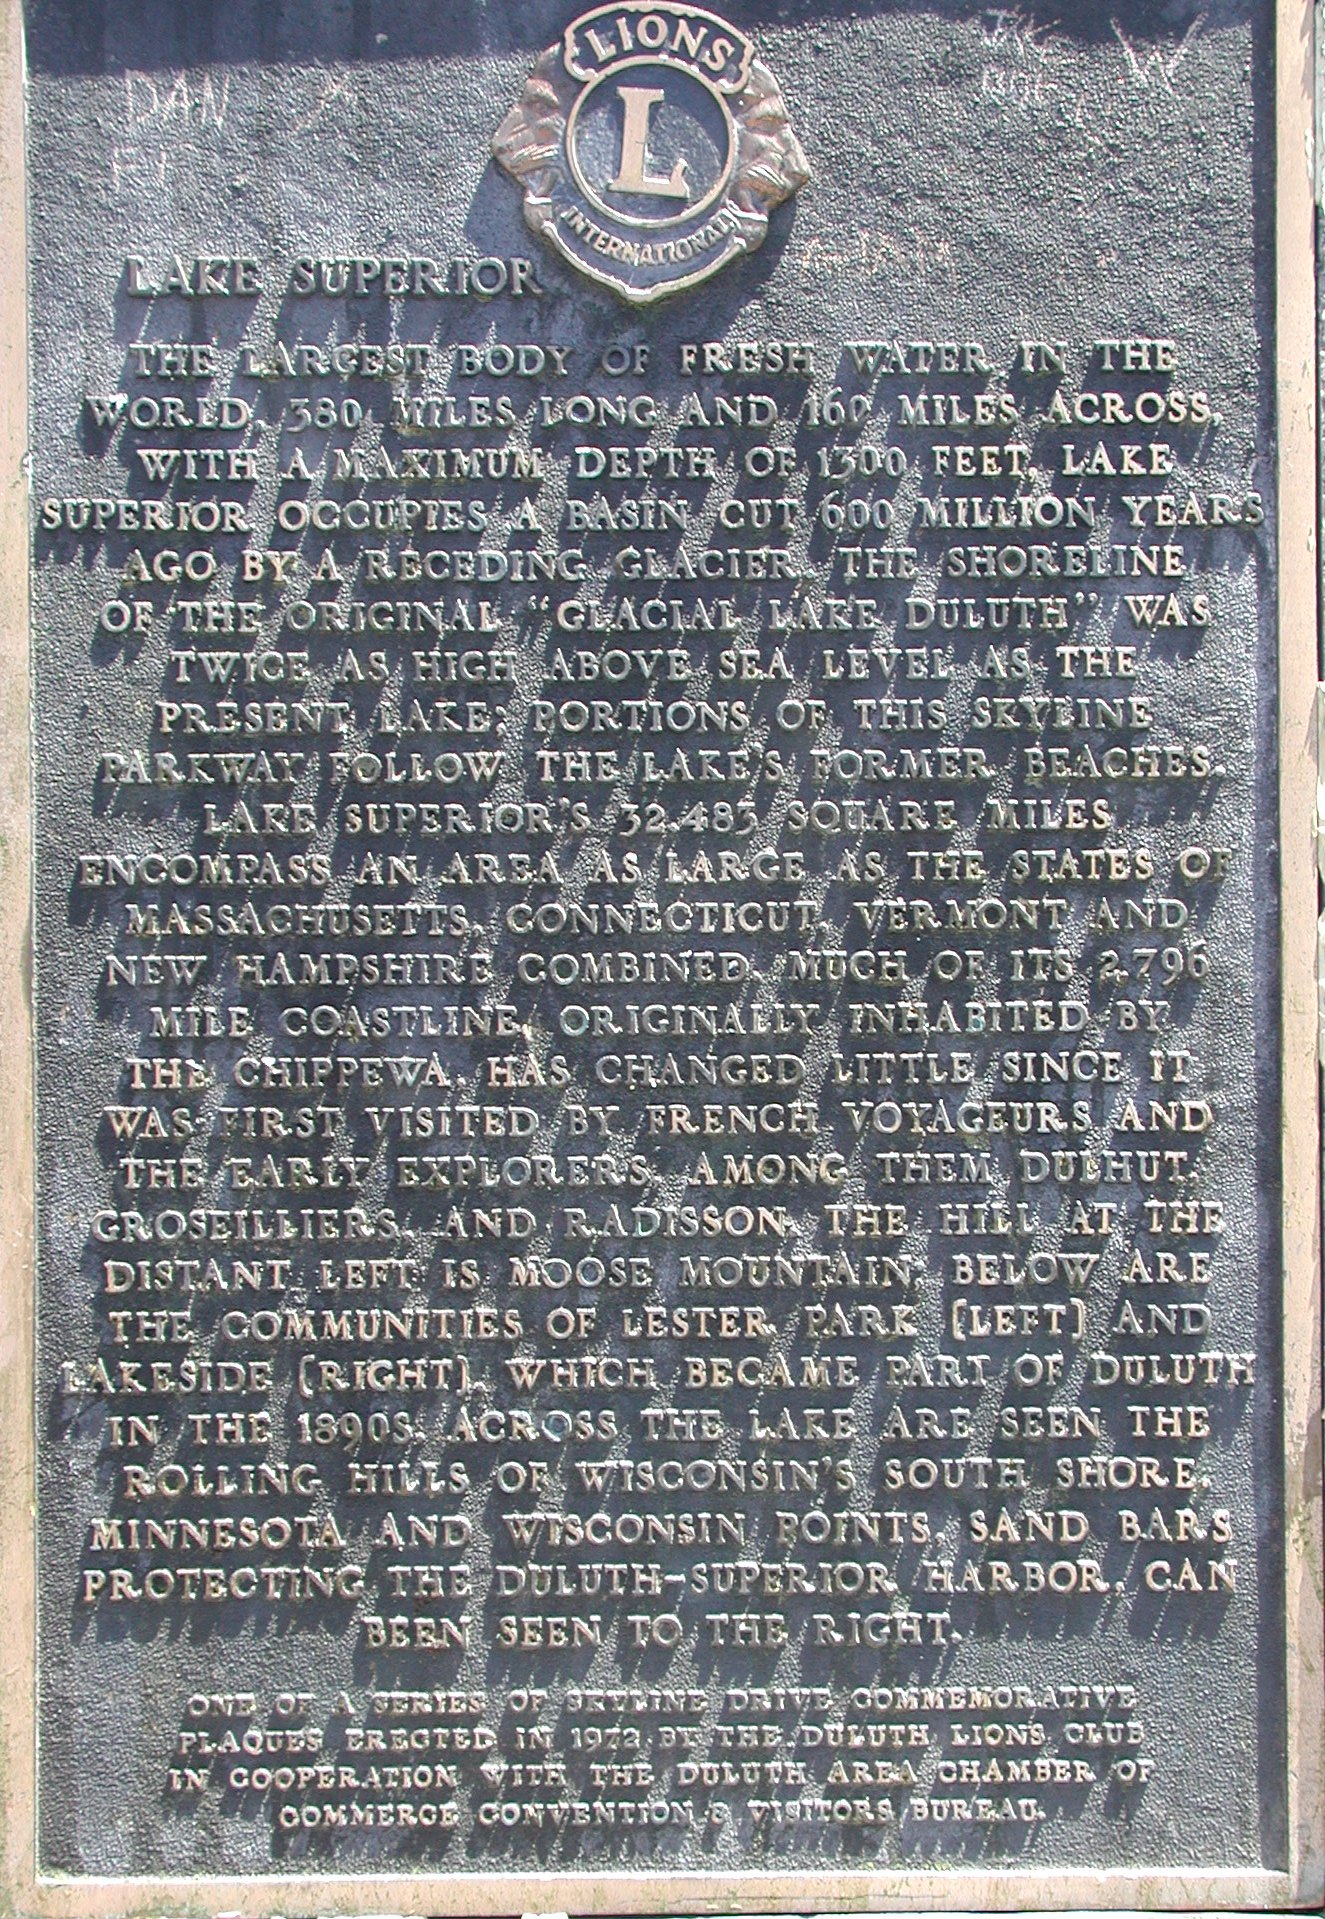 LIONS
L
INTERNATIONAL
DAN
LAKE SUPERIOR
THE LARGEST BODY OF FRESH WATER IN THE
WORLD, 380 MILES LONG AND 160 MILES ACROSS,
WITH A MAXIMUM DEPTH OF 1300 FEET, LAKE
SUPERIOR OCCUPIES A BASIN CUT 600 MILLION YEARS
AGO BY A RECEDING GLACIER. THE SHORELINE
OF THE ORIGINAL "GLACIAL LAKE DULUTH" WAS
TWICE AS HIGH ABOVE SEA LEVEL AS THE
PRESENT LAKE; PORTIONS OF THIS SKYLINE
PARKWAY FOLLOW THE LAKE'S FORMER BEACHES.
LAKE SUPERIOR'S 32,483 SQUARE MILES
ENCOMPASS AN AREA AS LARGE AS THE STATES OF
MASSACHUSETTS, CONNECTICUT, VERMONT AND
NEW HAMPSHIRE COMBINED. MUCH OF ITS 2,796
MILE COASTLINE, ORIGINALLY INHABITED BY
THE CHIPPEWA, HAS CHANGED LITTLE SINCE IT
WAS FIRST VISITED BY FRENCH VOYAGEURS AND
THE EARLY EXPLORERS, AMONG THEM DULHUT,
GROSEILLIERS, AND RADISSON. THE HILL AT THE
DISTANT LEFT IS MOOSE MOUNTAIN. BELOW ARE
THE COMMUNITIES OF LESTER PARK (LEFT) AND
LAKESIDE (RIGHT), WHICH BECAME PART OF DULUTH
IN THE 1890S. ACROSS THE LAKE ARE SEEN THE
ROLLING HILLS OF WISCONSIN'S SOUTH SHORE.
MINNESOTA AND WISCONSIN POINTS, SAND BARS
PROTECTING THE DULUTH-SUPERIOR HARBOR, CAN
BEEN SEEN TO THE RIGHT.
ONE OF A SERIES OF SKYLINE DRIVE COMMEMORATIVE
PLAQUES ERECTED IN 1972 BY THE DULUTH LIONS CLUB
IN COOPERATION WITH THE DULUTH AREA CHAMBER OF
COMMERCE CONVENTION & VISITORS BUREAU.